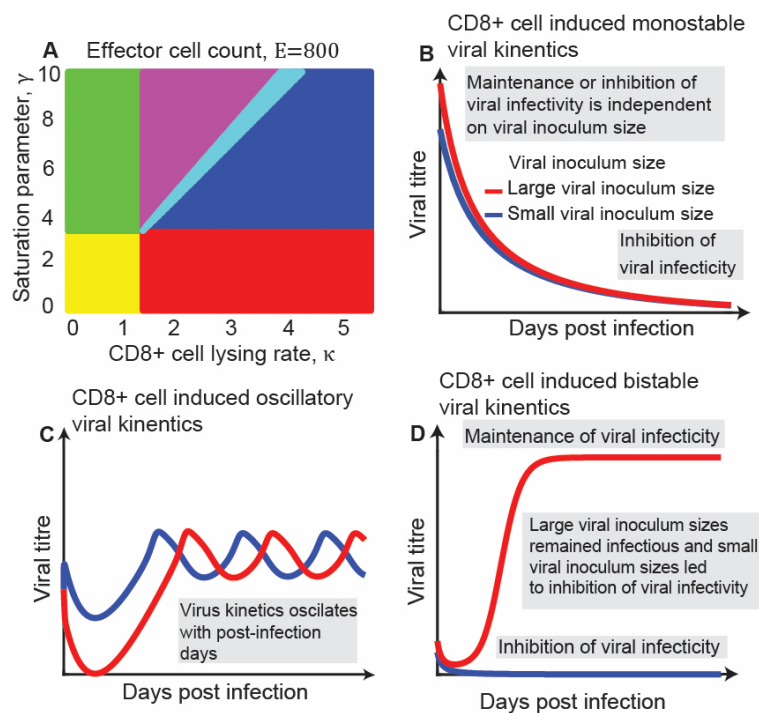 A
Effector cell count, E=800
Saturation parameter, γ
10
8
6
4
2
0
0 1 2 3 4 5
CD8+ cell lysing rate, κ
CD8+ cell induced monostable
viral kinentics
B
Maintenance or inhibition of
viral infectivity is independent
on viral inoculum size
Viral inoculum size
Large viral inoculum size
Small viral inoculum size
Inhibition of
viral infecticity
Viral titre
Days post infection
CD8+ cell induced oscillatory
viral kinentics
C
Viral titre
Virus kinetics oscilates
with post-infection
days
Days post infection
CD8+ cell induced bistable
viral kinentics
D
Maintenance of viral infecticity
Large viral inoculum sizes
remained infectious and small
viral inoculum sizes led
to inhibition of viral infectivity
Inhibition of viral infecticity
Viral titre
Days post infection